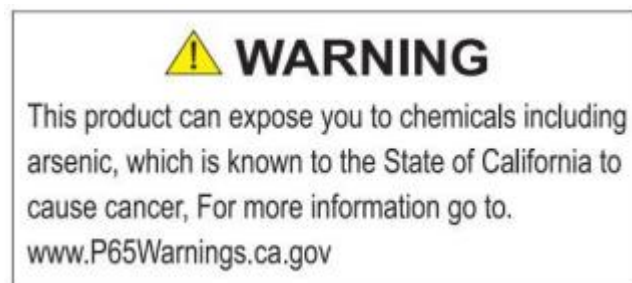 WARNING
This product can expose you to chemicals including
arsenic, which is known to the State of California to
cause cancer, For more information go to.
www.P65Warnings.ca.gov